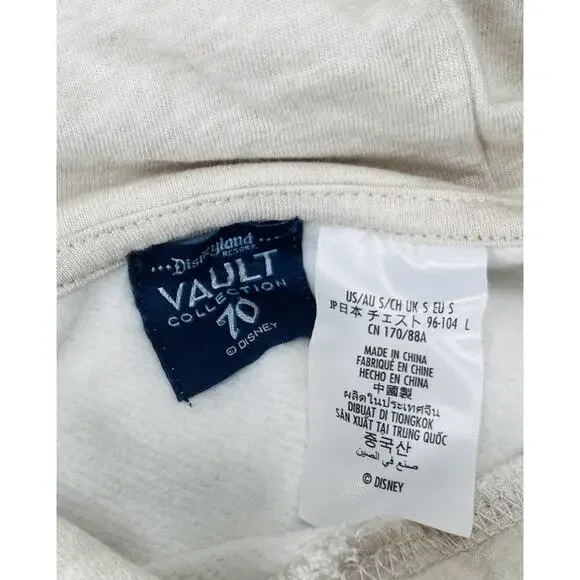 Disneyland
RESORT
VAULT
COLLECTION
70
© DISNEY
US/AU S/CH UK S EU S
JP日本 チェスト 96-104 L
CN 170/88A
MADE IN CHINA
FABRIQUÉ EN CHINE
HECHO EN CHINA
中國製
ผลิตในประเทศจีน
DIBUAT DI TIONGKOK
SẢN XUẤT TẠI TRUNG QUỐC
중국산
صنع في الصين
© DISNEY